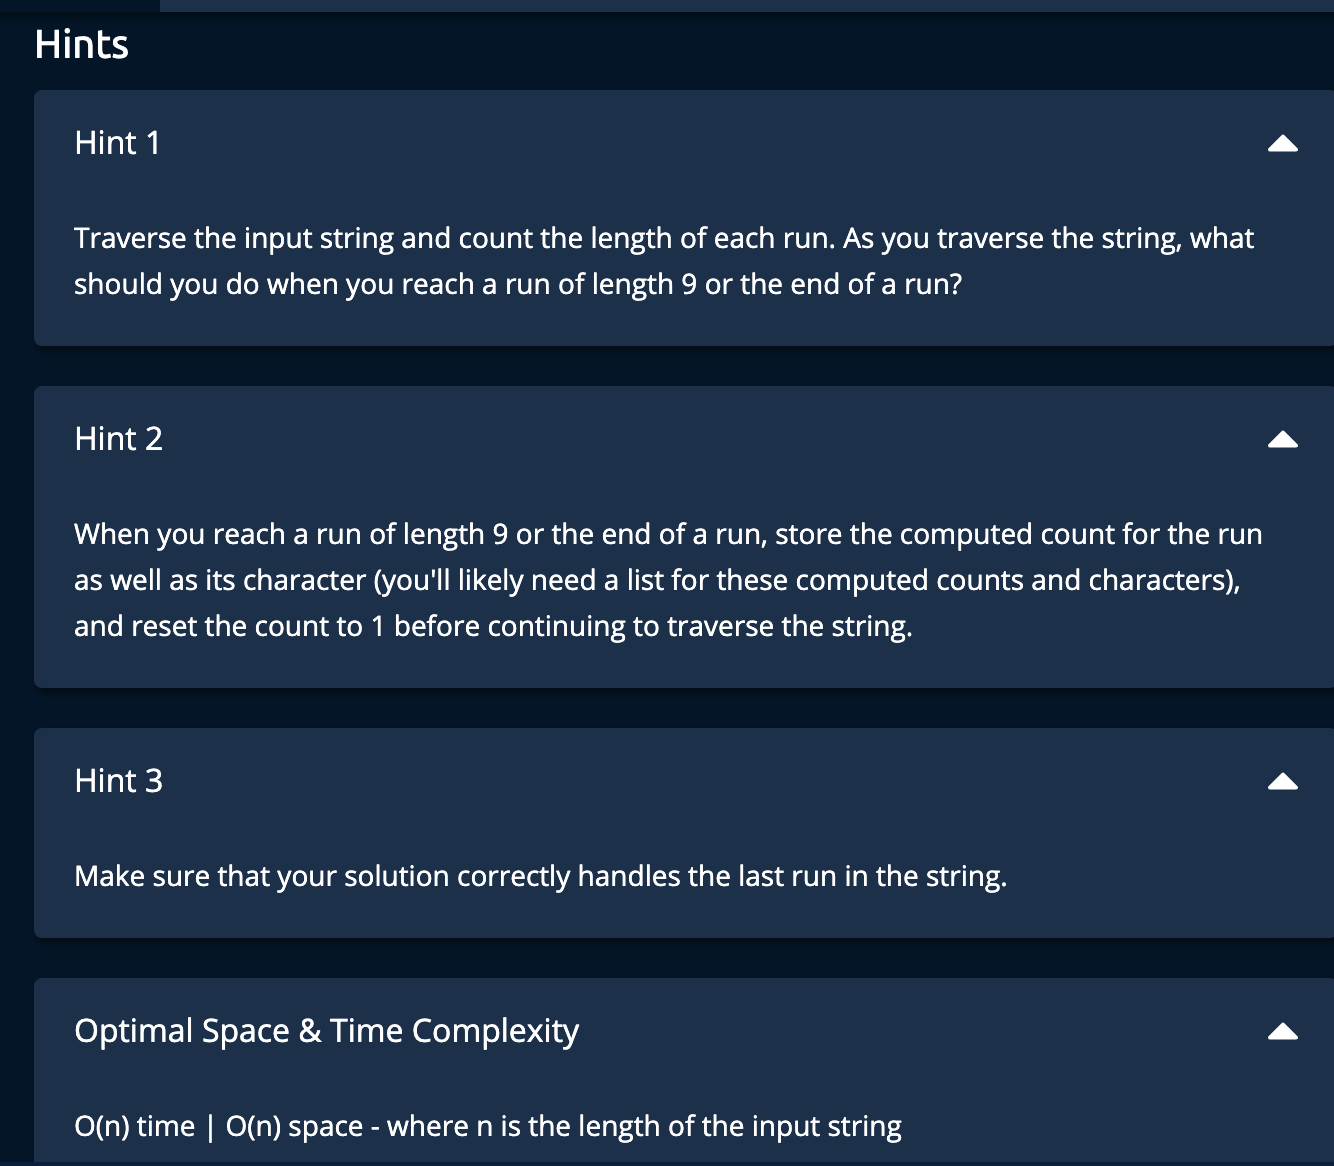 Hints
Hint 1
Traverse the input string and count the length of each run. As you traverse the string, what
should you do when you reach a run of length 9 or the end of a run?
Hint 2
When you reach a run of length 9 or the end of a run, store the computed count for the run
as well as its character (you'll likely need a list for these computed counts and characters),
and reset the count to 1 before continuing to traverse the string.
Hint 3
Make sure that your solution correctly handles the last run in the string.
Optimal Space & Time Complexity
O(n) time | O(n) space - where n is the length of the input string